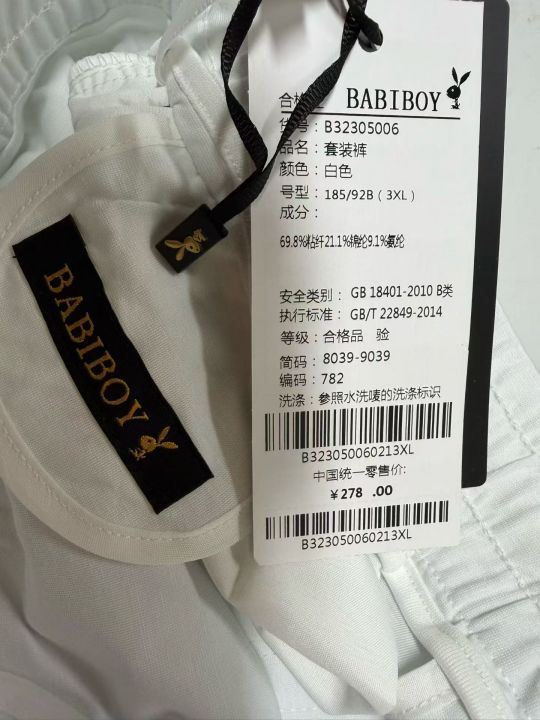 BABIBOY
合格
BABIBOY
货号：B32305006
品名：套装裤
颜色：白色
号型：185/92B（3XL）
成分：
69.8%粘纤21.1%锦纶9.1%氨纶
安全类别： GB 18401-2010 B类
执行标准： GB/T 22849-2014
等级：合格品 验
简码：8039-9039
编码：782
洗涤：参照水洗唛的洗涤标识
B323050060213XL
中国统一零售价:
¥278 .00
B323050060213XL